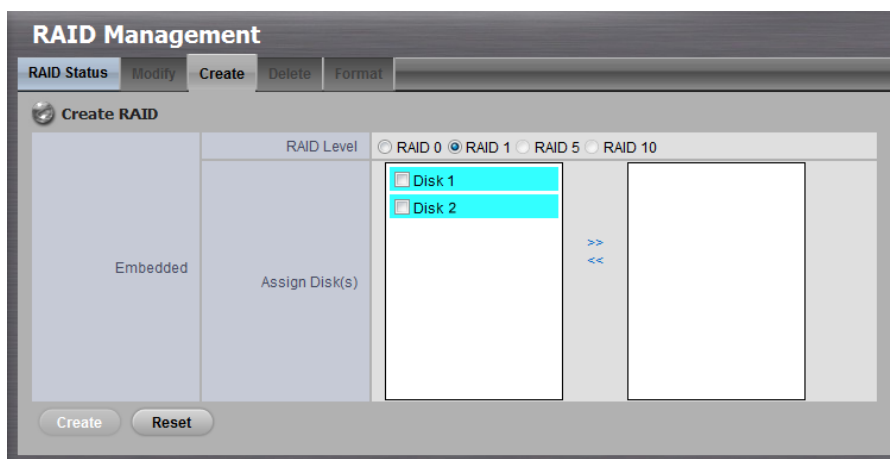 RAID Management
RAID Status Modify Create Delete Format
Create RAID
RAID Level RAID 0 RAID 1 RAID 5 RAID 10
Disk 1
Disk 2
>>
<<
Embedded Assign Disk(s)
Create Reset